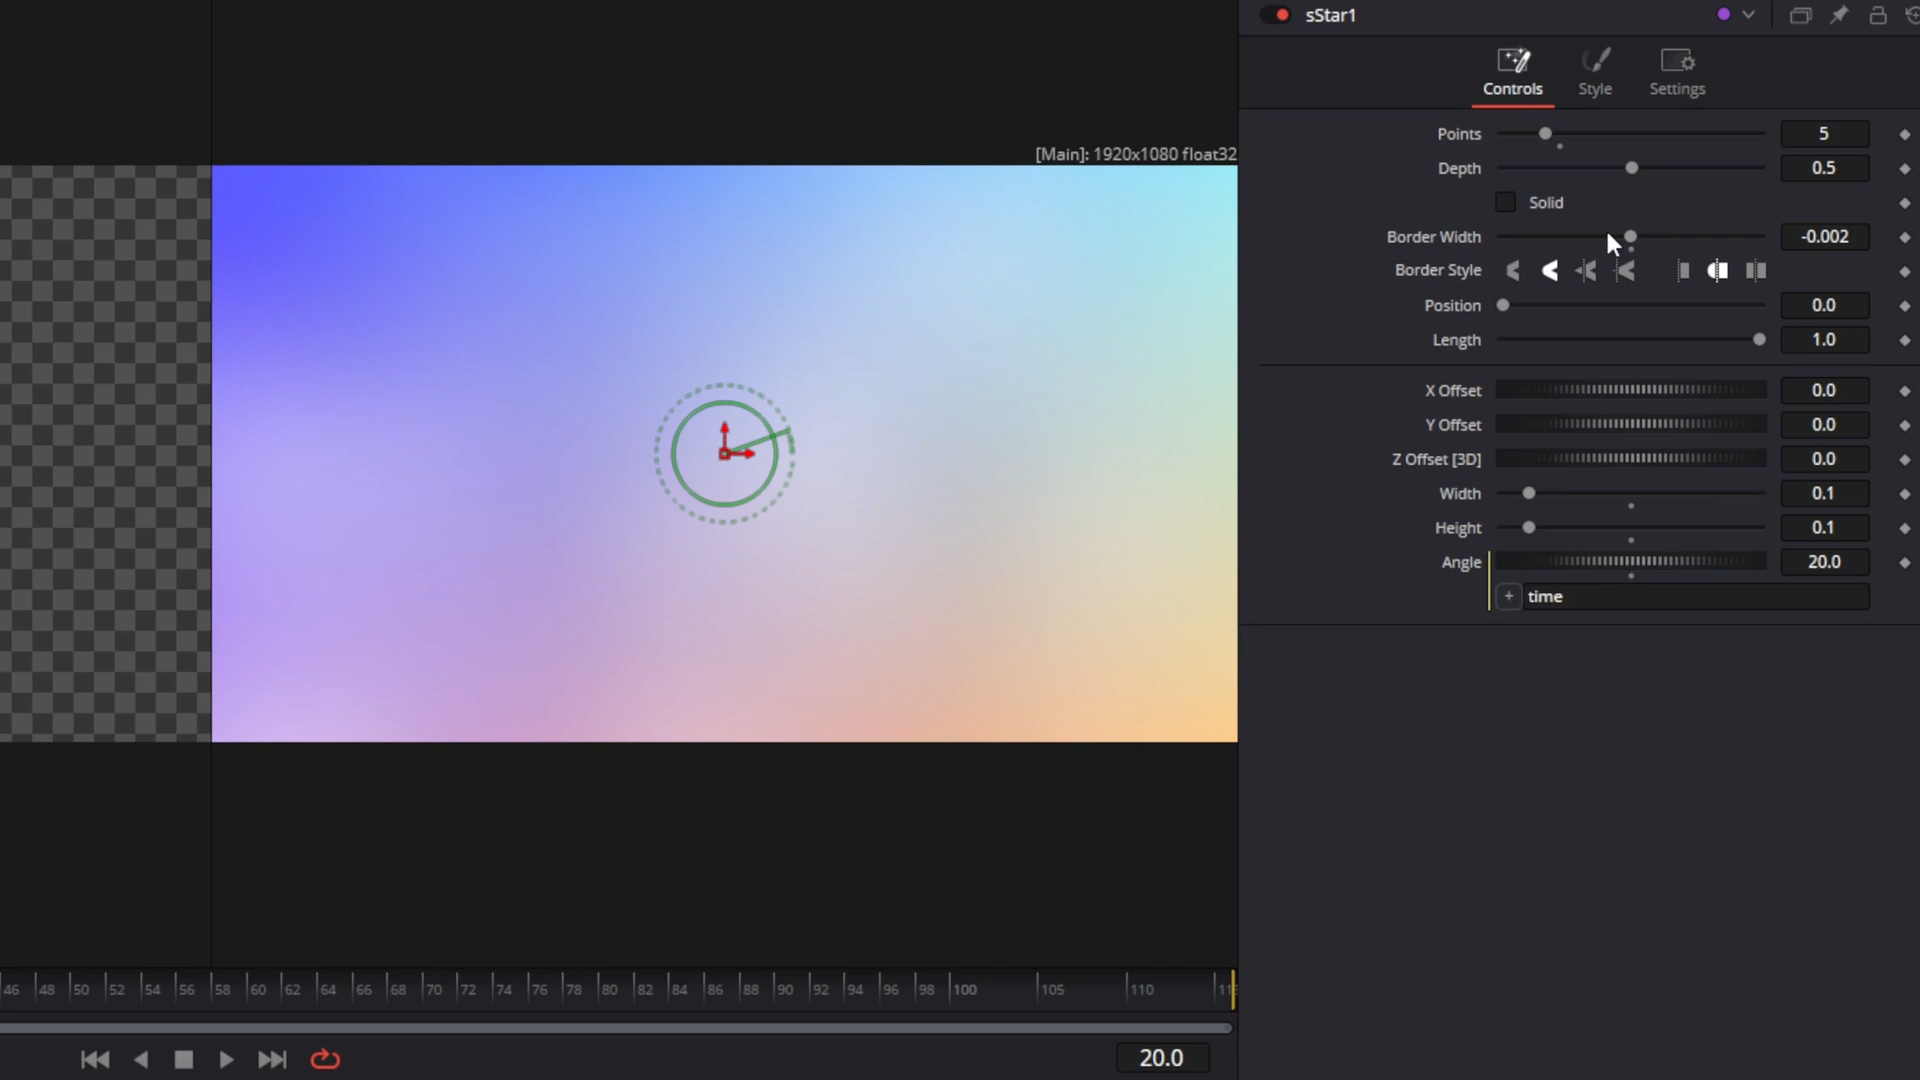 sStar1
Controls Style Settings
[Main]: 1920x1080 float32
Points 5
Depth 0.5
Solid
Border Width -0.002
Border Style
Position 0.0
Length 1.0
X Offset 0.0
Y Offset 0.0
Z Offset [3D] 0.0
Width 0.1
Height 0.1
Angle 20.0
+ time
46 48 50 52 54 56 58 60 62 64 66 68 70 72 74 76 78 80 82 84 86 88 90 92 94 96 98 100 105 110
20.0